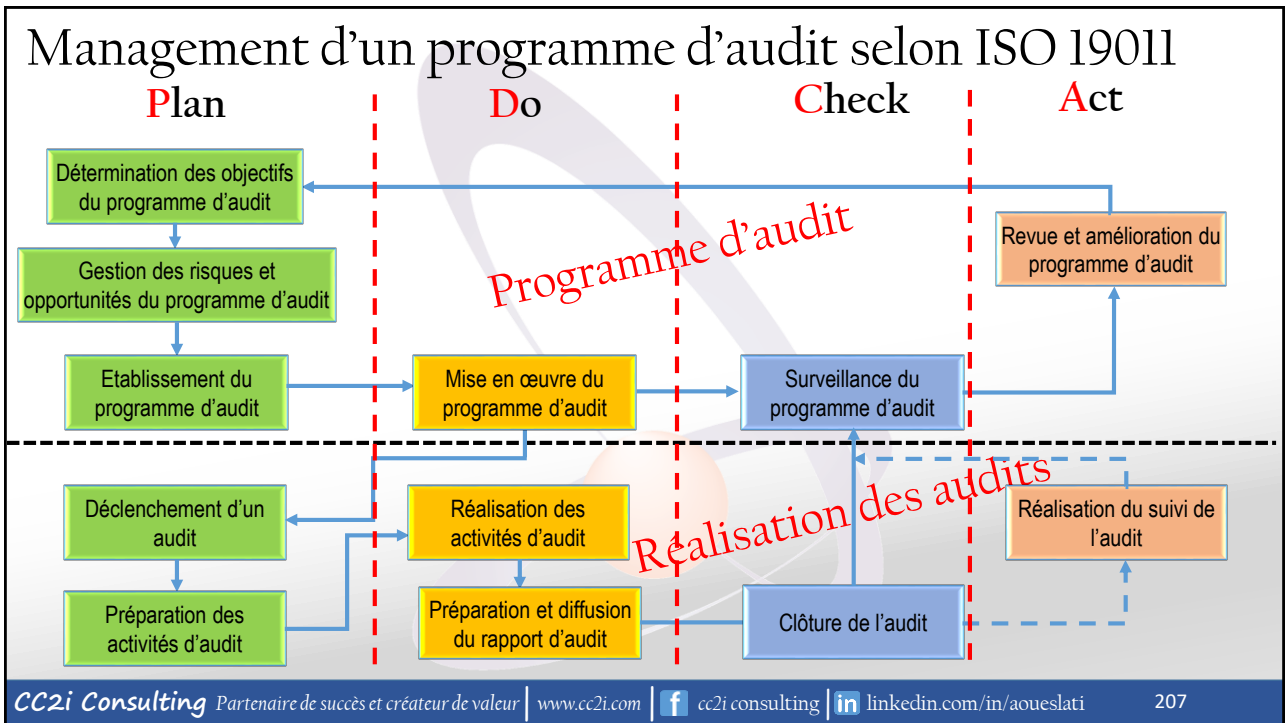 Management d'un programme d'audit selon ISO 19011
Plan
Do
Check
Act
Détermination des objectifs
du programme d'audit
Programme d'audit
Revue et amélioration du
programme d'audit
Gestion des risques et
opportunités du programme d'audit
Etablissement du
programme d'audit
Mise en œuvre du
programme d'audit
Surveillance du
programme d'audit
Réalisation des audits
Déclenchement d'un
audit
Réalisation des
activités d'audit
Réalisation du suivi de
l'audit
Préparation des
activités d'audit
Préparation et diffusion
du rapport d'audit
Clôture de l'audit
CC2i Consulting Partenaire de succès et créateur de valeur | www.cc2i.com | f cc2i consulting | in linkedin.com/in/aoueslati 207